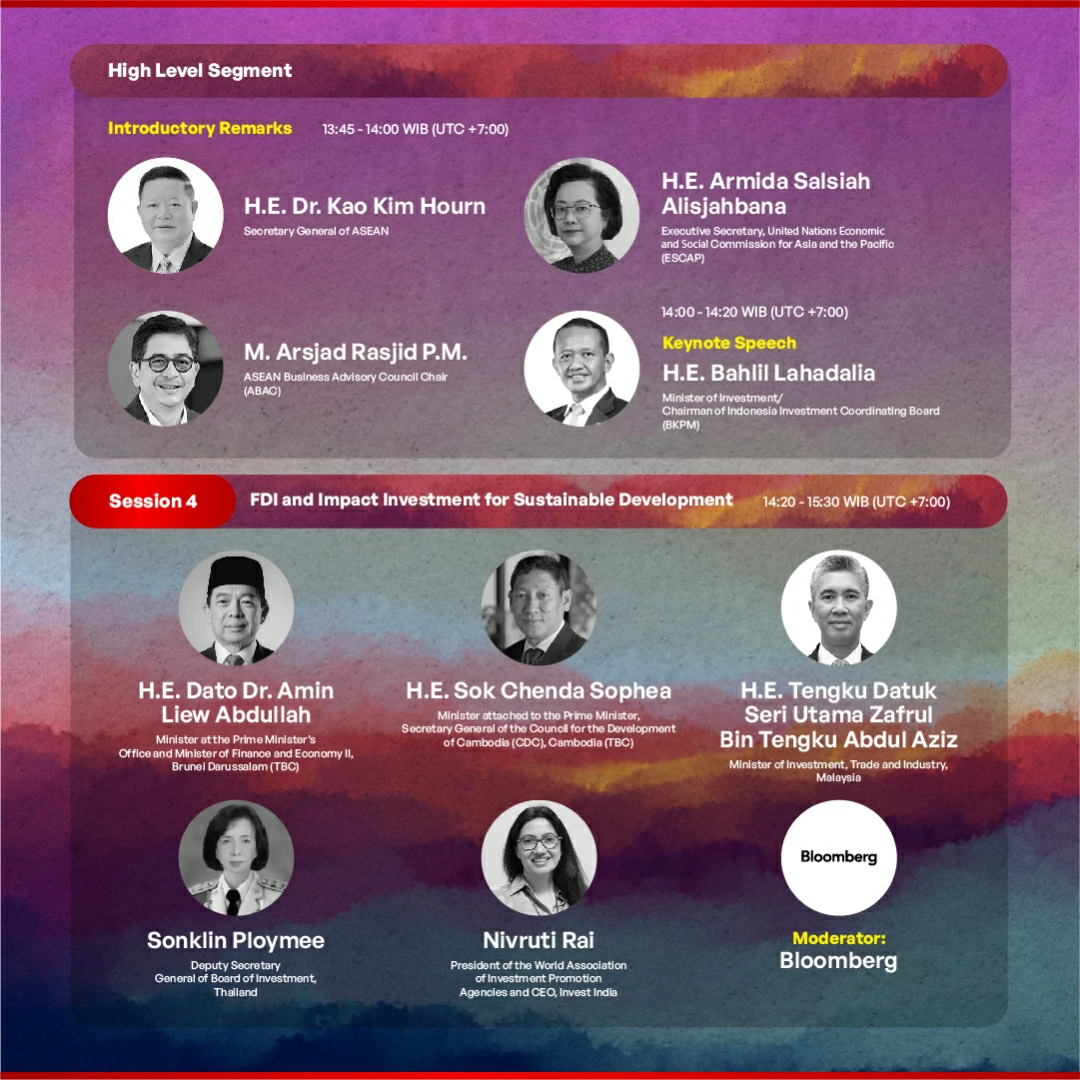 High Level Segment
Introductory Remarks
13:45 - 14:00 WIB (UTC +7:00)
H.E. Dr. Kao Kim Hourn
Secretary General of ASEAN
H.E. Armida Salsiah
Alisjahbana
Executive Secretary, United Nations Economic
and Social Commission for Asia and the Pacific
(ESCAP)
M. Arsjad Rasjid P.M.
ASEAN Business Advisory Council Chair
(ABAC)
14:00 - 14:20 WIB (UTC +7:00)
Keynote Speech
H.E. Bahlil Lahadalia
Minister of Investment/
Chairman of Indonesia Investment Coordinating Board
(BKPM)
Session 4
FDI and Impact Investment for Sustainable Development
14:20 - 15:30 WIB (UTC +7:00)
H.E. Dato Dr. Amin
Liew Abdullah
Minister at the Prime Minister's
Office and Minister of Finance and Economy II,
Brunei Darussalam (TBC)
H.E. Sok Chenda Sophea
Minister attached to the Prime Minister,
Secretary General of the Council for the Development
of Cambodia (CDC), Cambodia (TBC)
H.E. Tengku Datuk
Seri Utama Zafrul
Bin Tengku Abdul Aziz
Minister of Investment, Trade and Industry,
Malaysia
Sonklin Ploymee
Deputy Secretary
General of Board of Investment,
Thailand
Nivruti Rai
President of the World Association
of Investment Promotion
Agencies and CEO, Invest India
Bloomberg
Moderator:
Bloomberg